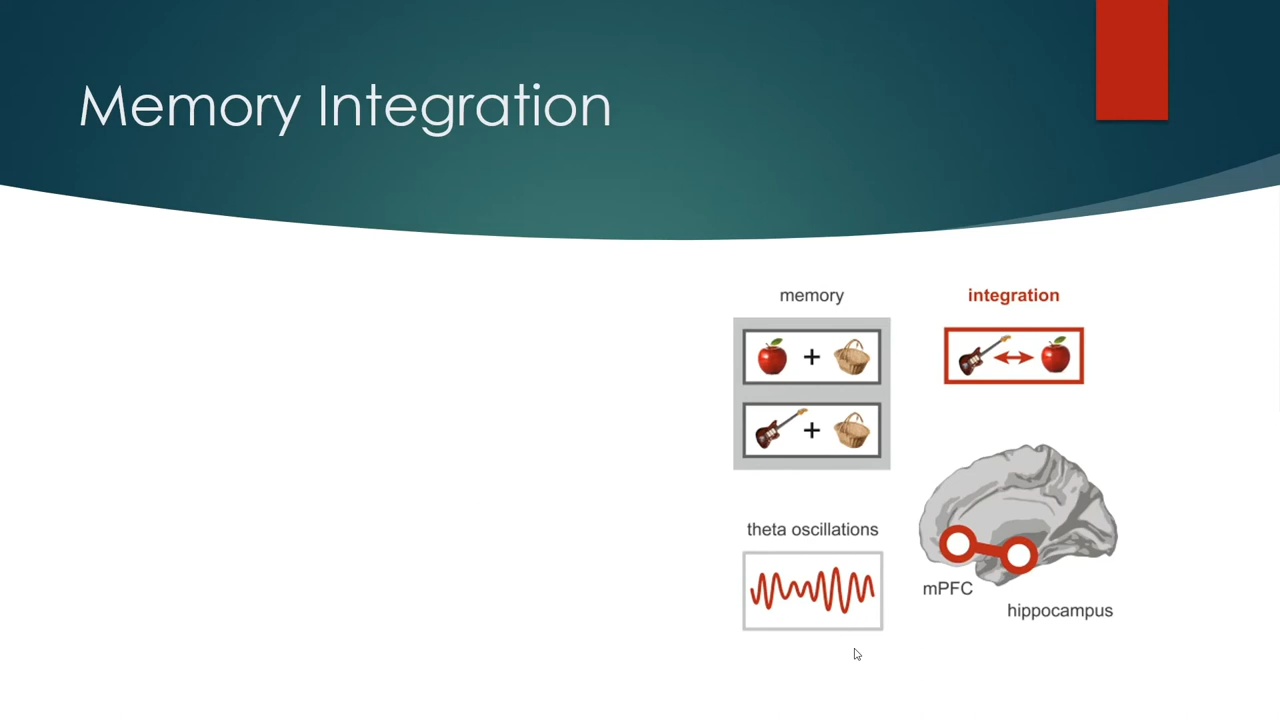 Memory Integration
memory
integration
+
+
theta oscillations
mPFC
hippocampus